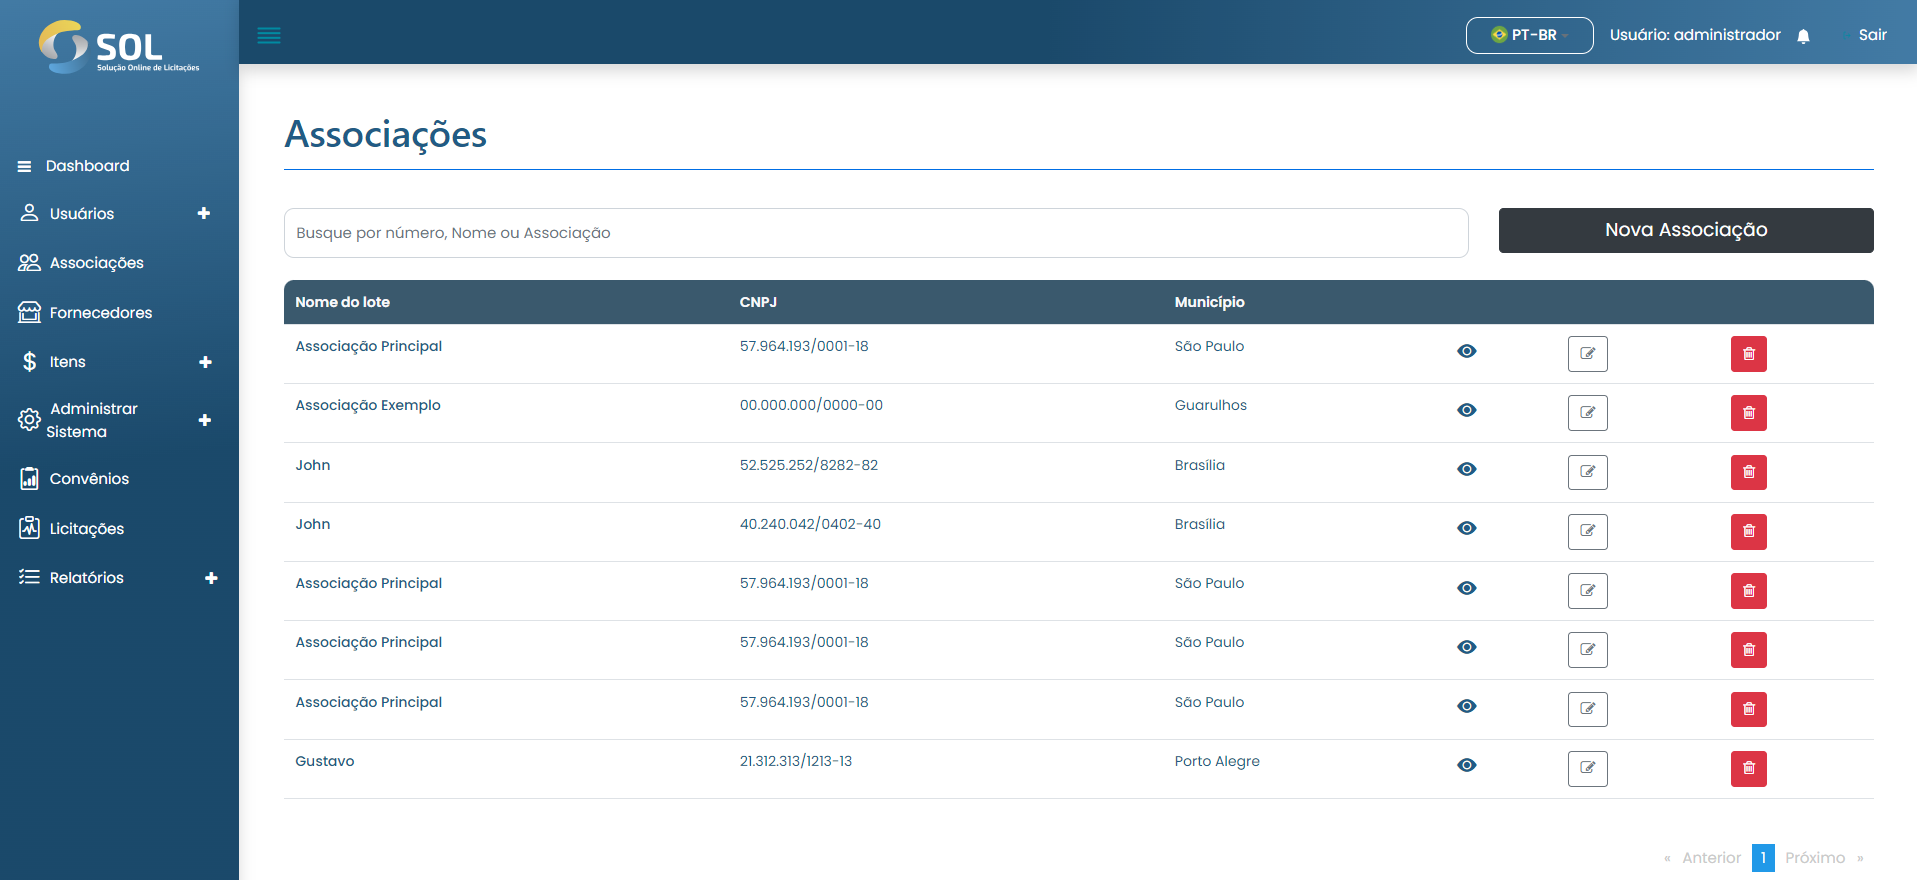 SOL
Solução Online de Licitações
PT-BR
Usuário: administrador
Sair
Dashboard
Usuários
Associações
Fornecedores
Itens
Administrar
Sistema
Convênios
Licitações
Relatórios
Associações
Busque por número, Nome ou Associação
Nova Associação
Nome do lote CNPJ Município
Associação Principal 57.964.193/0001-18 São Paulo
Associação Exemplo 00.000.000/0000-00 Guarulhos
John 52.525.252/8282-82 Brasília
John 40.240.042/0402-40 Brasília
Associação Principal 57.964.193/0001-18 São Paulo
Associação Principal 57.964.193/0001-18 São Paulo
Associação Principal 57.964.193/0001-18 São Paulo
Gustavo 21.312.313/1213-13 Porto Alegre
« Anterior 1 Próximo »